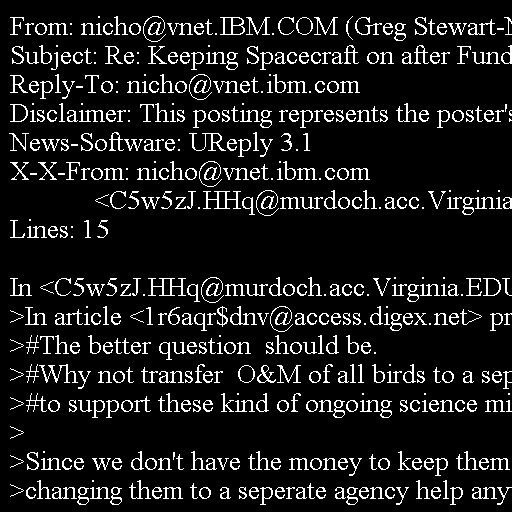 From: nicho@vnet.IBM.COM (Greg Stewart-N
Subject: Re: Keeping Spacecraft on after Fund
Reply-To: nicho@vnet.ibm.com
Disclaimer: This posting represents the poster's
News-Software: UReply 3.1
X-X-From: nicho@vnet.ibm.com
<C5w5zJ.HHq@murdoch.acc.Virginia
Lines: 15

In <C5w5zJ.HHq@murdoch.acc.Virginia.EDU
>In article <1r6aqr$dnv@access.digex.net> pr
>#The better question  should be.
>#Why not transfer  O&M of all birds to a sep
>#to support these kind of ongoing science mi
>
>Since we don't have the money to keep them
>changing them to a seperate agency help any